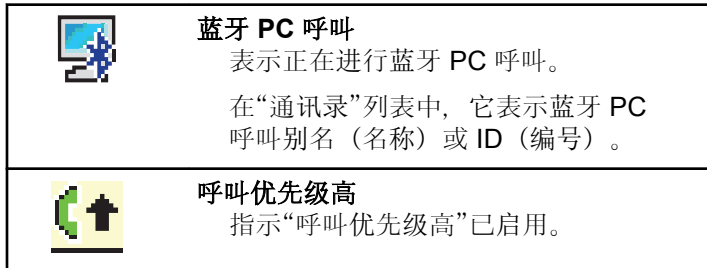 蓝牙 PC 呼叫
表示正在进行蓝牙 PC 呼叫。
在“通讯录”列表中，它表示蓝牙 PC
呼叫别名（名称）或 ID（编号）。
呼叫优先级高
指示“呼叫优先级高”已启用。